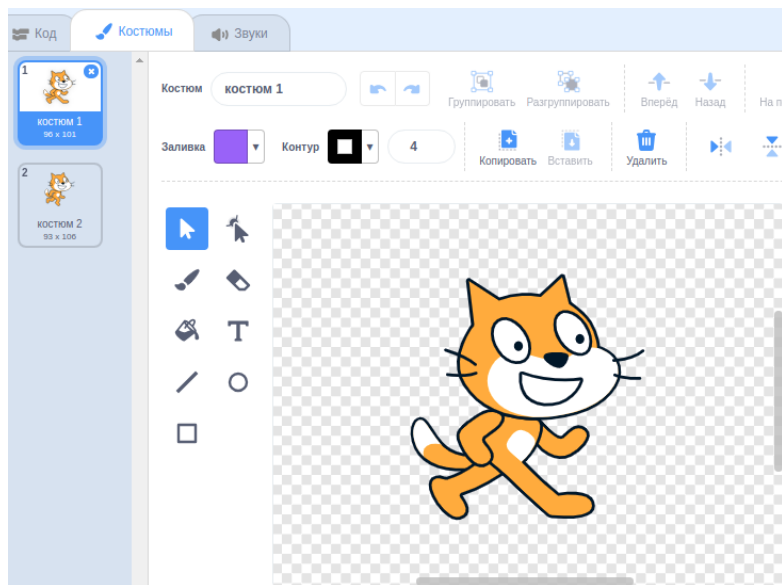 Код Костюмы Звуки
1
костюм 1
96 x 101
2
костюм 2
93 x 106
Костюм костюм 1
Группировать Разгруппировать Вперёд Назад На п
Заливка Контур 4
Копировать Вставить Удалить
T